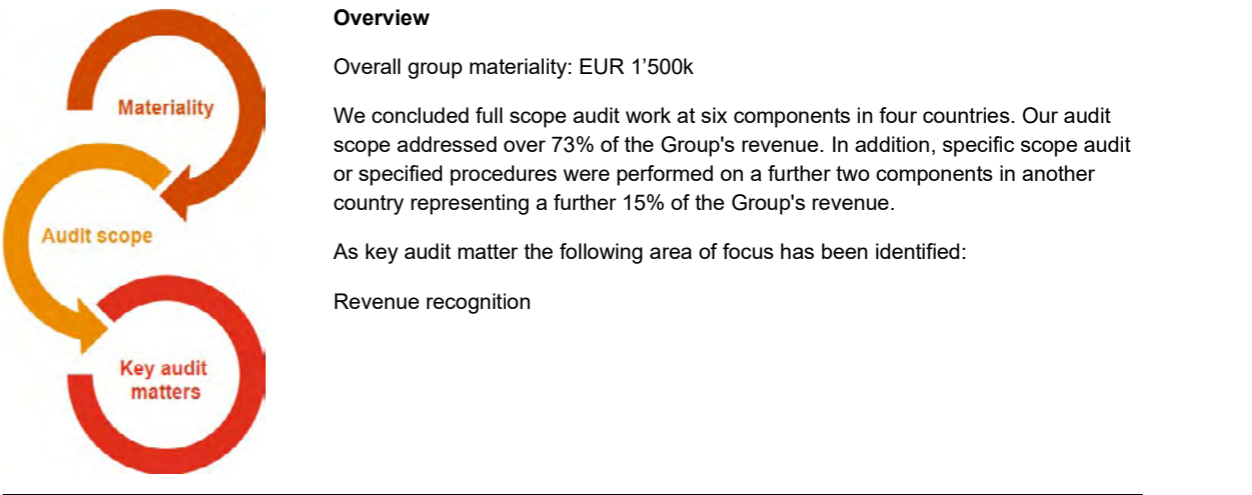 Overview
Overall group materiality: EUR 1'500k
Materiality
We concluded full scope audit work at six components in four countries. Our audit
scope addressed over 73% of the Group's revenue. In addition, specific scope audit
or specified procedures were performed on a further two components in another
country representing a further 15% of the Group's revenue.
Audit scope
As key audit matter the following area of focus has been identified:
Revenue recognition
Key audit
matters